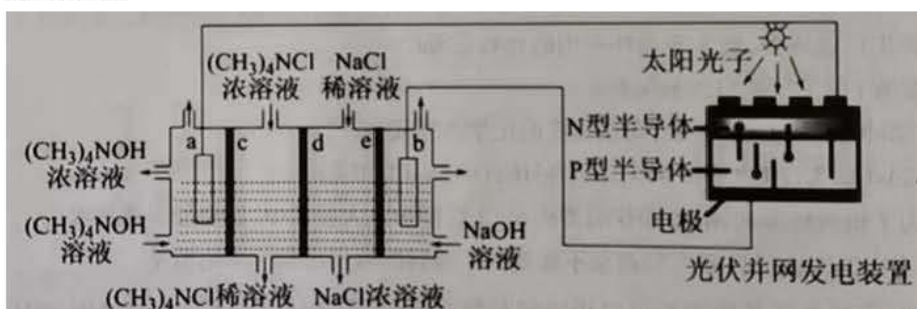 (CH₃)₄NCl
浓溶液
NaCl
稀溶液
太阳光子
a
c
d
e
b
N型半导体
P型半导体
电极
光伏并网发电装置
(CH₃)₄NOH
浓溶液
(CH₃)₄NOH
溶液
NaOH
溶液
(CH₃)₄NCl稀溶液
NaCl浓溶液